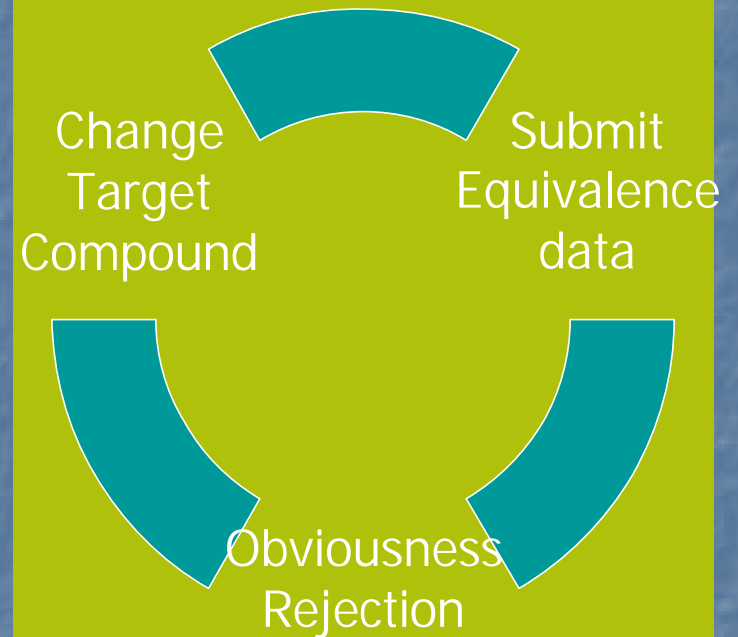 Change
Target
Compound
Submit
Equivalence
data
Obviousness
Rejection